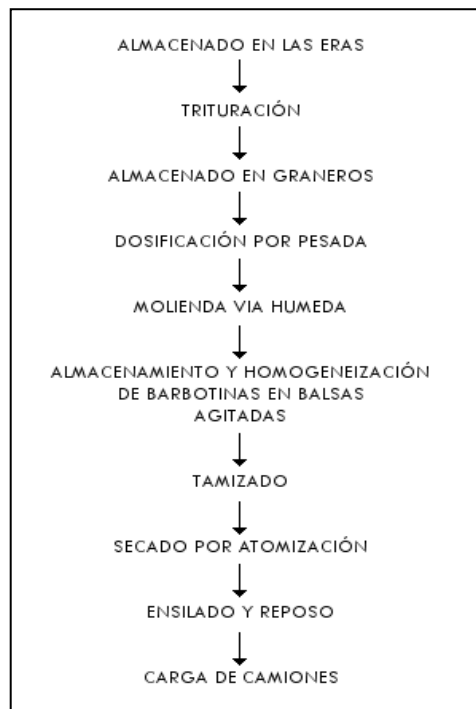 ALMACENADO EN LAS ERAS
TRITURACIÓN
ALMACENADO EN GRANEROS
DOSIFICACIÓN POR PESADA
MOLIENDA VIA HUMEDA
ALMACENAMIENTO Y HOMOGENEIZACIÓN
DE BARBOTINAS EN BALSAS
AGITADAS
TAMIZADO
SECADO POR ATOMIZACIÓN
ENSILADO Y REPOSO
CARGA DE CAMIONES